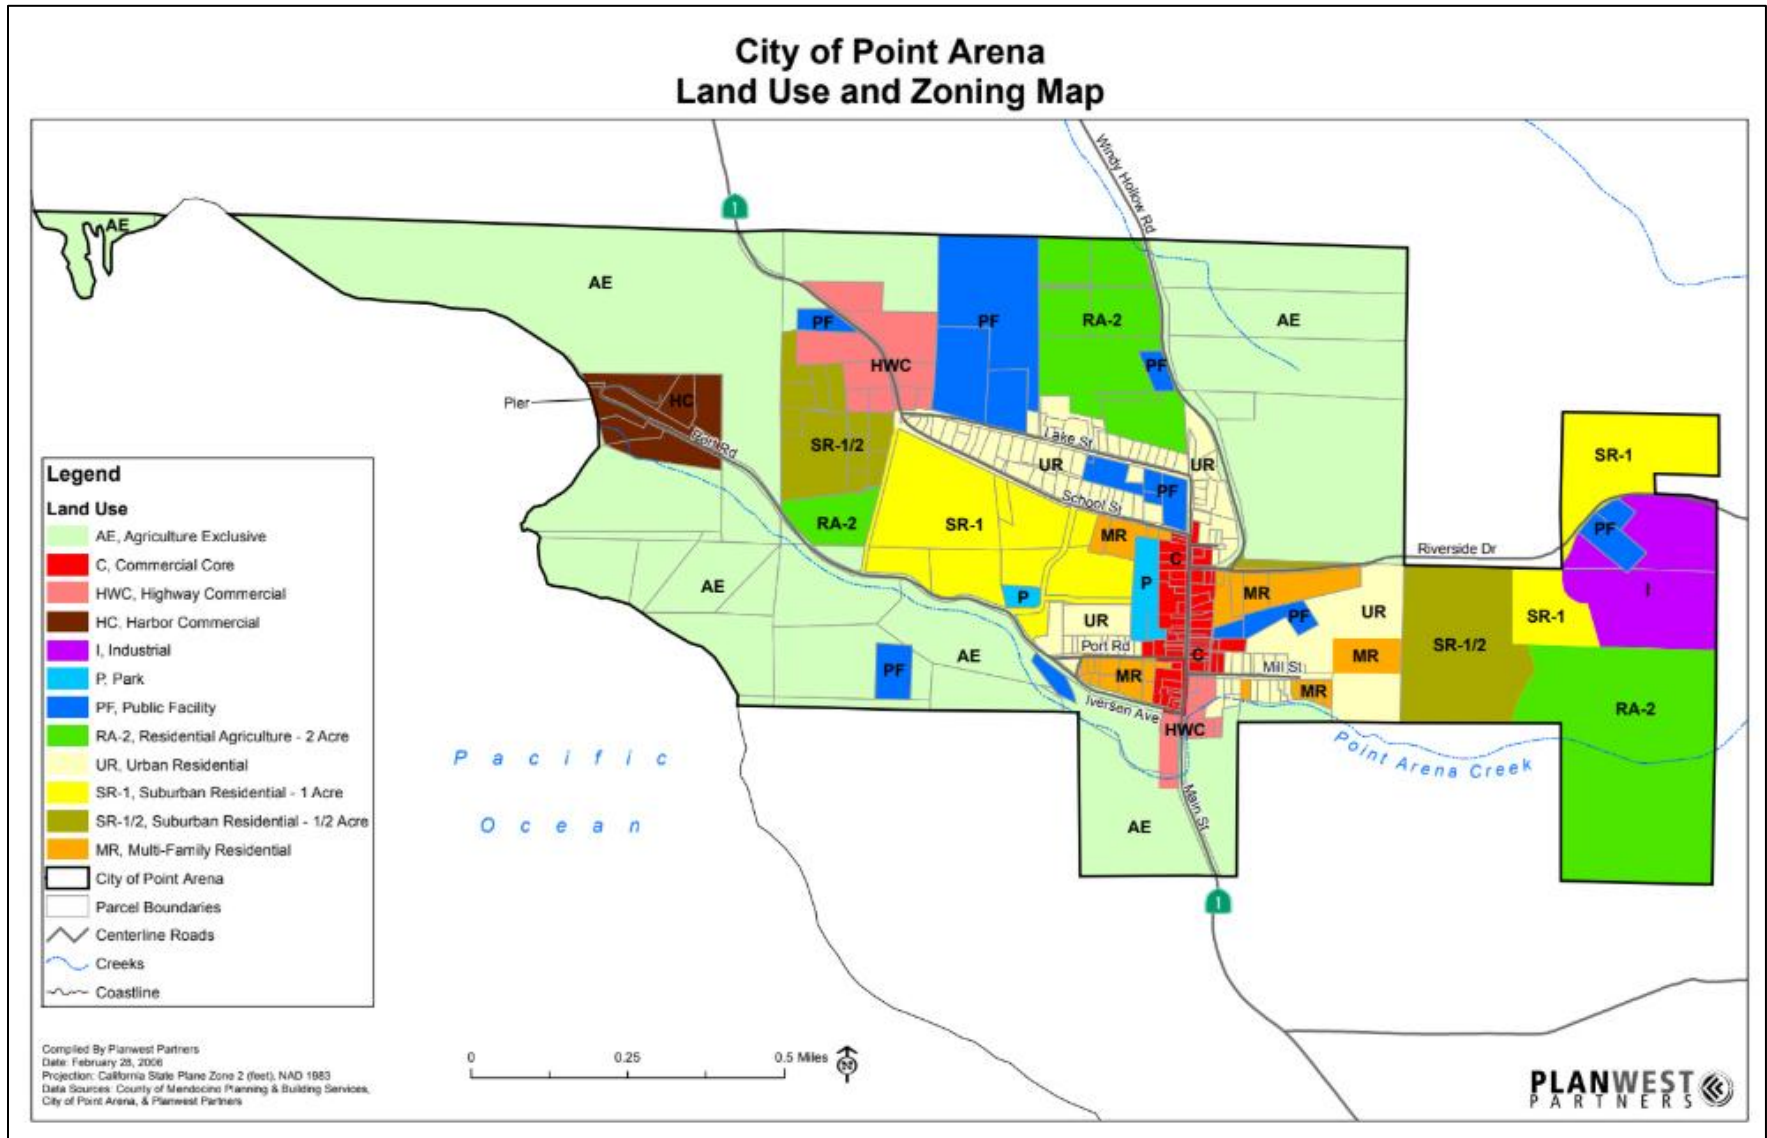 City of Point Arena
Land Use and Zoning Map
Windy Hollow Rd
1
AE
AE
PF
PF
RA-2
AE
HWC
PF
Pier
HC
Port Rd
SR-1/2
Lake St
UR
UR
SR-1
PF
School St
RA-2
SR-1
MR
PF
C
Riverside Dr
AE
P
P
MR
I
PF
UR
SR-1
UR
Port Rd
SR-1/2
C
AE
PF
MR
Mill St
MR
MR
Iversen Ave
RA-2
HWC
Point Arena Creek
Main St
AE
1
Pacific
Ocean
Legend
Land Use
AE, Agriculture Exclusive
C, Commercial Core
HWC, Highway Commercial
HC, Harbor Commercial
I, Industrial
P, Park
PF, Public Facility
RA-2, Residential Agriculture - 2 Acre
UR, Urban Residential
SR-1, Suburban Residential - 1 Acre
SR-1/2, Suburban Residential - 1/2 Acre
MR, Multi-Family Residential
City of Point Arena
Parcel Boundaries
Centerline Roads
Creeks
Coastline
Compiled By Planwest Partners
Date: February 28, 2006
Projection: California State Plane Zone 2 (feet), NAD 1983
Data Sources: County of Mendocino Planning & Building Services,
City of Point Arena, & Planwest Partners
0 0.25 0.5 Miles
N
PLANWEST
PARTNERS